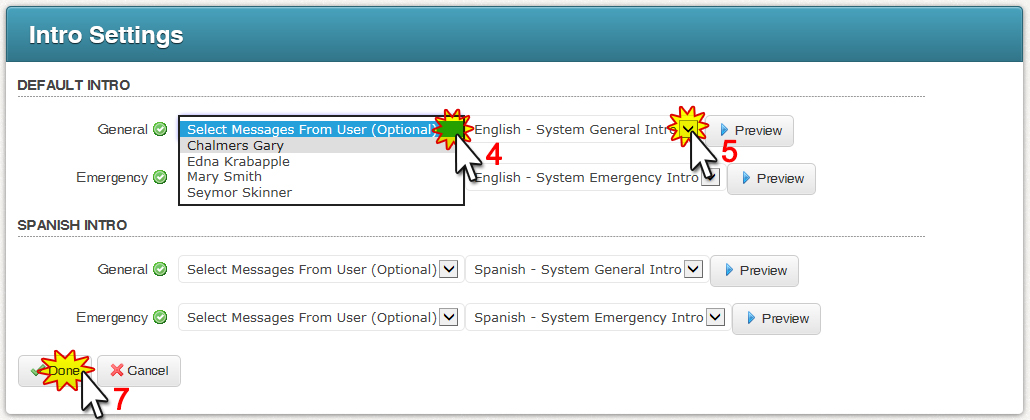 Intro Settings
DEFAULT INTRO
General Select Messages From User (Optional) English - System General Intro Preview
4 5
Chalmers Gary
Edna Krabapple
Emergency Mary Smith English - System Emergency Intro Preview
Seymor Skinner
SPANISH INTRO
General Select Messages From User (Optional) Spanish - System General Intro Preview
Emergency Select Messages From User (Optional) Spanish - System Emergency Intro Preview
Done Cancel
7